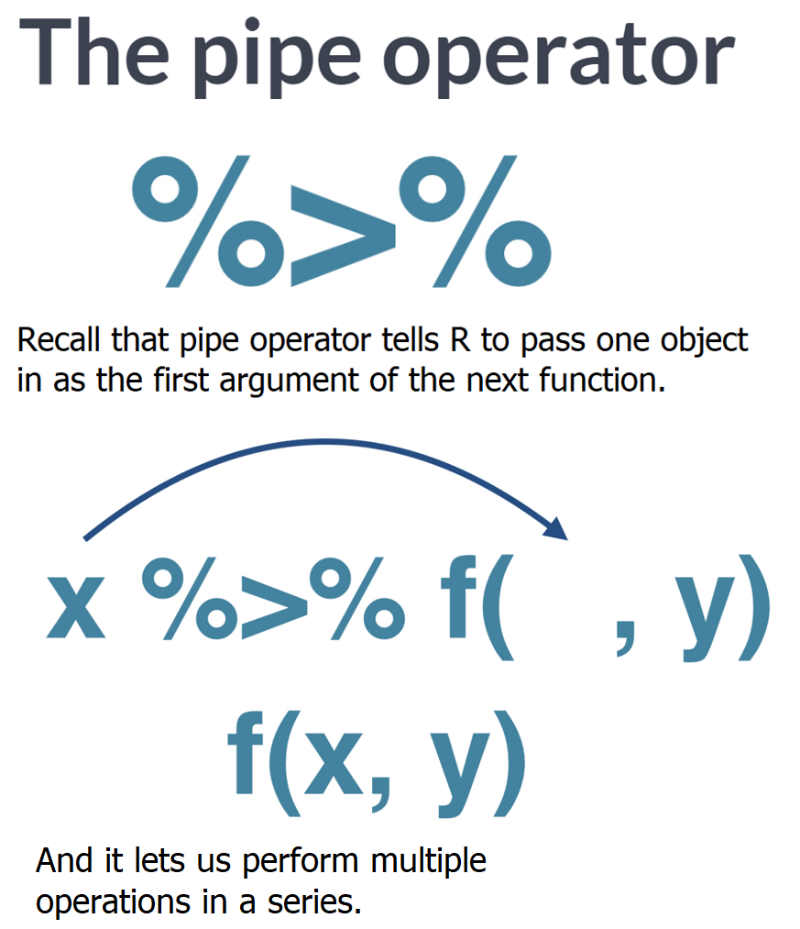 The pipe operator
%>%
Recall that pipe operator tells R to pass one object
in as the first argument of the next function.
x %>% f( , y)
f(x, y)
And it lets us perform multiple
operations in a series.